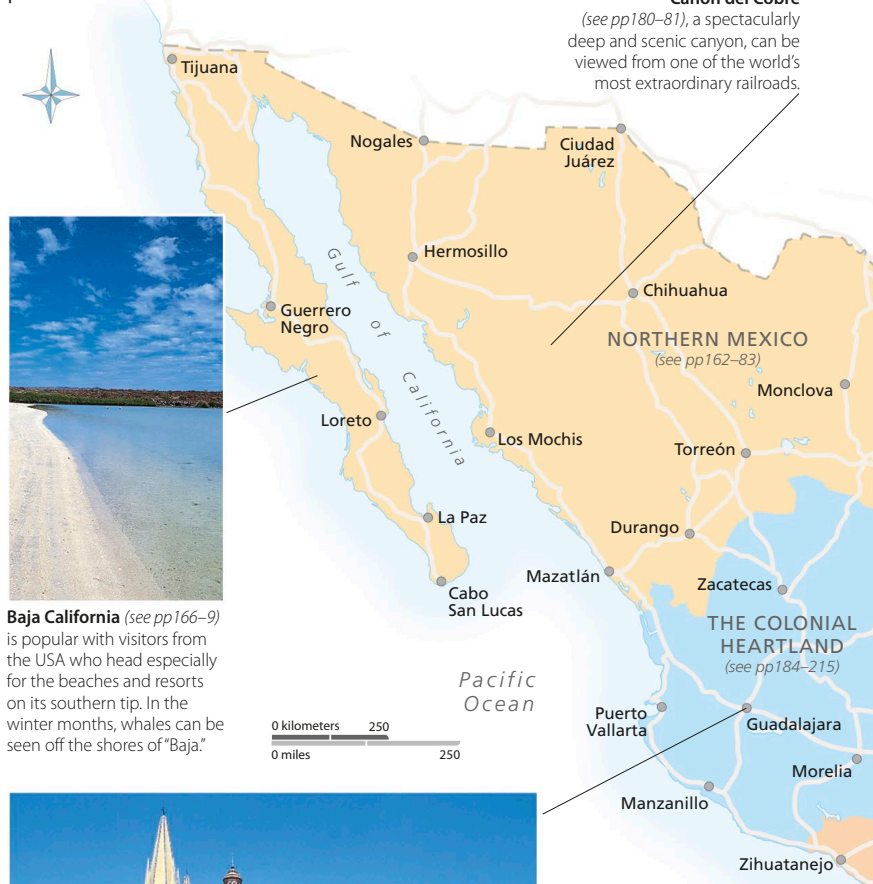 Cañón del Cobre
(see pp180–81), a spectacularly
deep and scenic canyon, can be
viewed from one of the world's
most extraordinary railroads.
Tijuana
Nogales
Ciudad
Juárez
Hermosillo
Chihuahua
Guerrero
Negro
Gulf of California
NORTHERN MEXICO
(see pp162–83)
Monclova
Loreto
Los Mochis
Torreón
La Paz
Durango
Mazatlán
Zacatecas
Cabo
San Lucas
THE COLONIAL
HEARTLAND
(see pp184–215)
Baja California (see pp166–9)
is popular with visitors from
the USA who head especially
for the beaches and resorts
on its southern tip. In the
winter months, whales can be
seen off the shores of "Baja."
Pacific
Ocean
0 kilometers 250
0 miles 250
Puerto
Vallarta
Guadalajara
Morelia
Manzanillo
Zihuatanejo